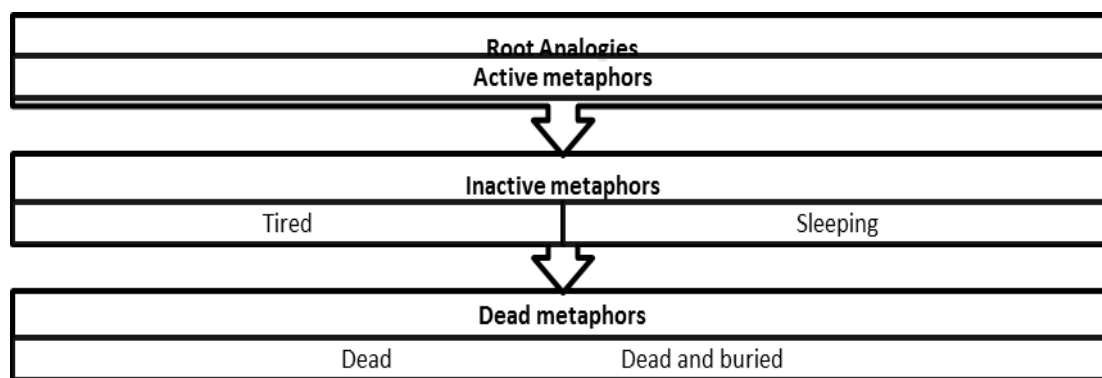 Root Analogies
Active metaphors
Inactive metaphors
Tired Sleeping
Dead metaphors
Dead Dead and buried